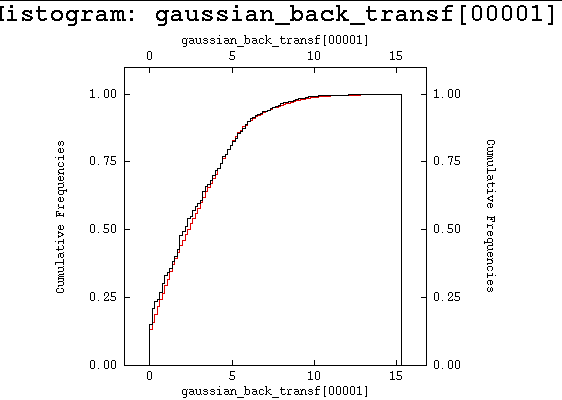 Histogram: gaussian_back_transf[00001]
gaussian_back_transf[00001]
0 5 10 15
1.00 1.00
0.75 0.75
Cumulative Frequencies
Cumulative Frequencies
0.50 0.50
0.25 0.25
0.00 0.00
0 5 10 15
gaussian_back_transf[00001]